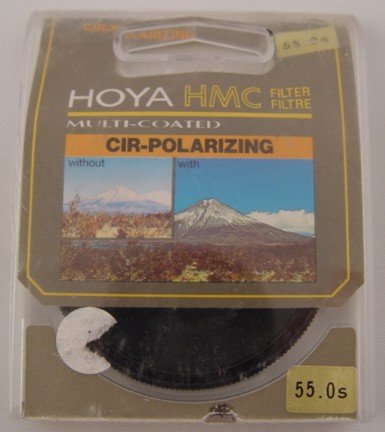 CIR-POLARIZING
55.0s
HOYA HMC FILTER
FILTRE
MULTI-COATED
CIR-POLARIZING
without
with
55.0s